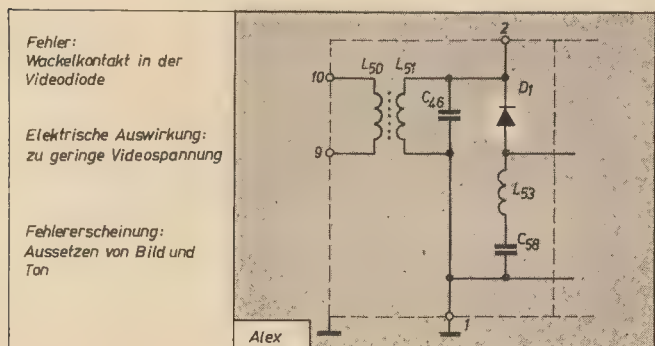 Fehler:
Wackelkontakt in der
Videodiode
Elektrische Auswirkung:
zu geringe Videospannung
Fehlererscheinung:
Aussetzen von Bild und
Ton
2
10
L50
L51
C46
D1
9
L53
C58
1
Alex